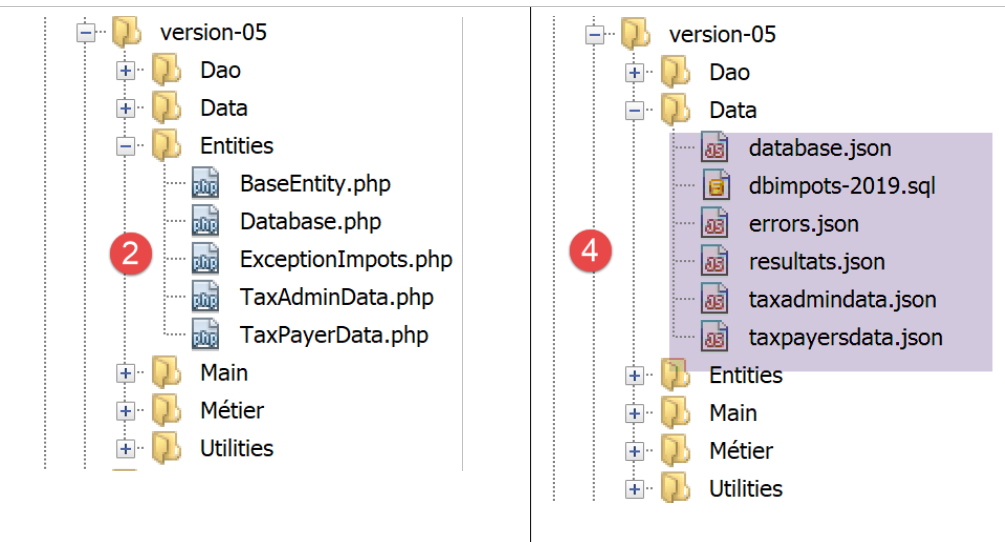 version-05
Dao
Data
Entities
BaseEntity.php
Database.php
2
ExceptionImpots.php
TaxAdminData.php
TaxPayerData.php
Main
Métier
Utilities
version-05
Dao
Data
database.json
dbimpots-2019.sql
errors.json
4
resultats.json
taxadmindata.json
taxpayersdata.json
Entities
Main
Métier
Utilities